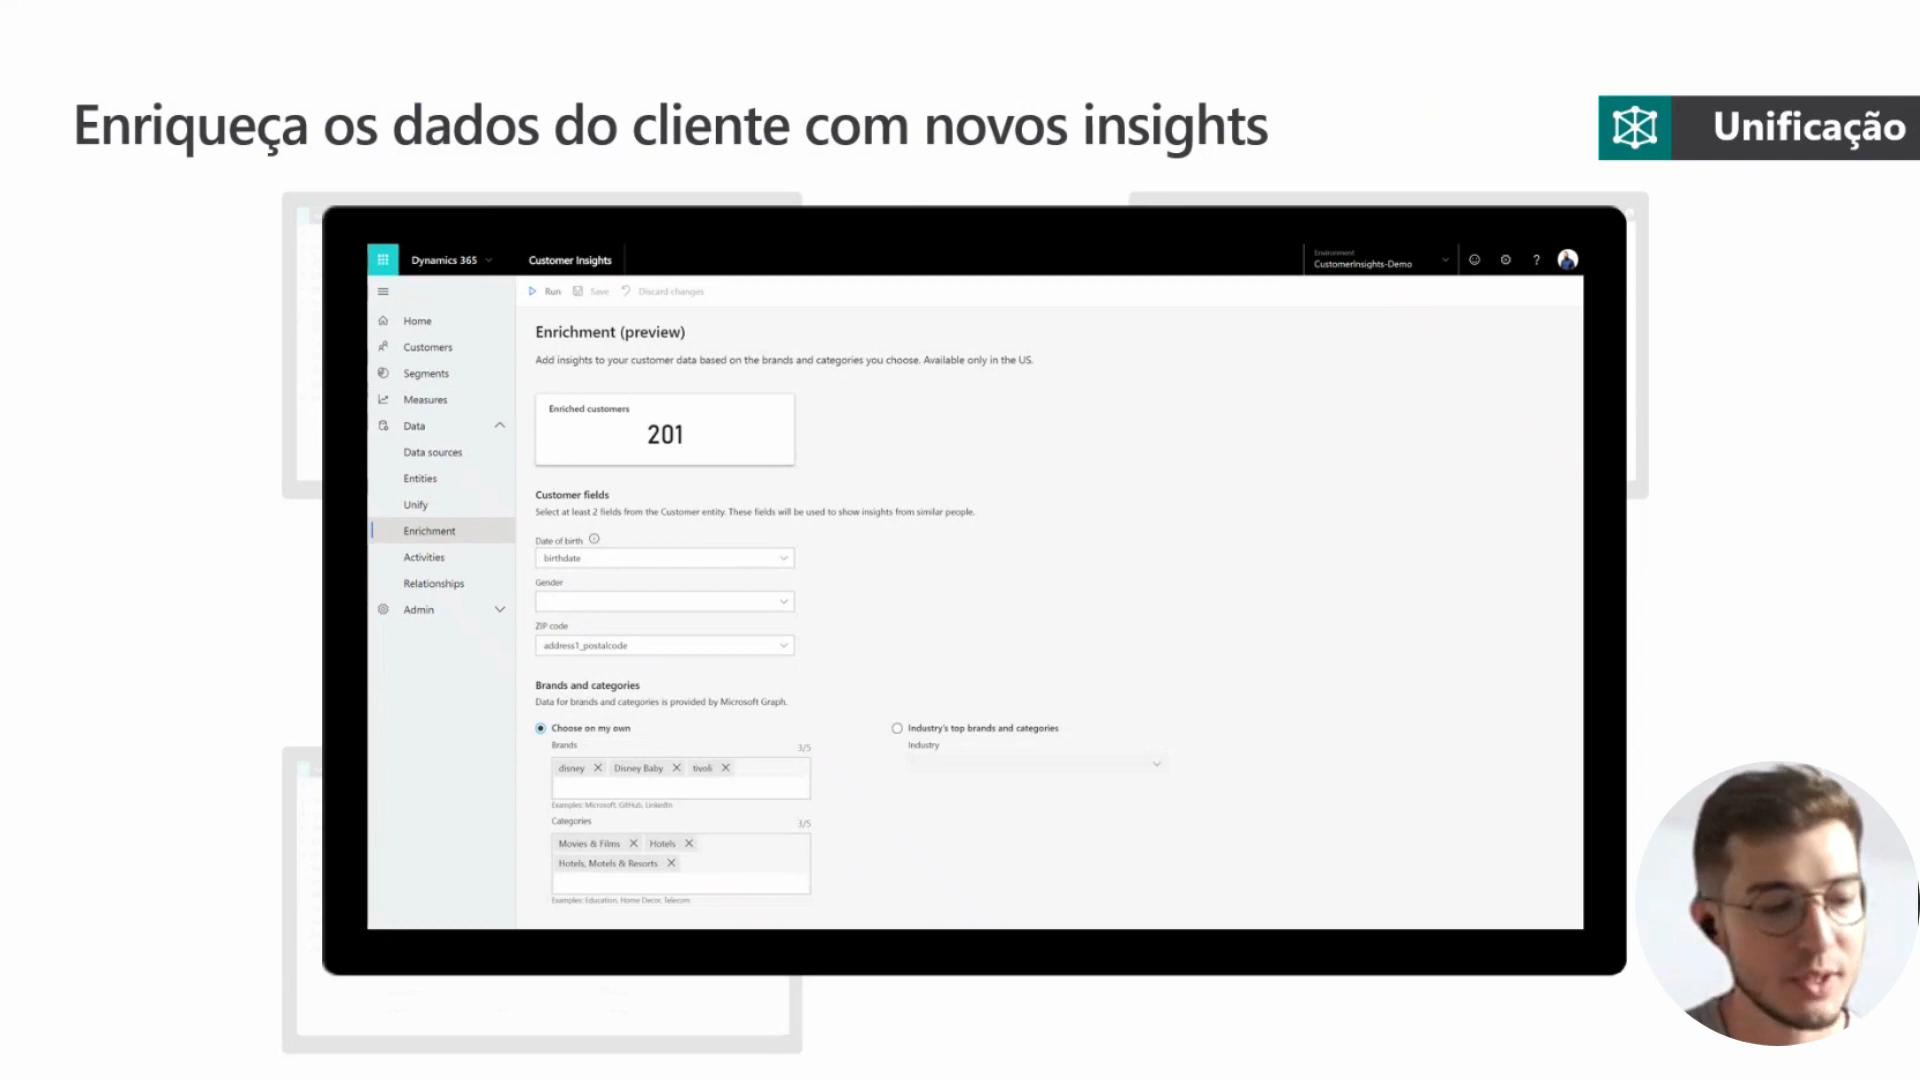 Enriqueça os dados do cliente com novos insights
Unificação
Dynamics 365
Customer Insights
Environment
CustomerInsights-Demo
?
Run
Save
Discard changes
Home
Customers
Segments
Measures
Data
Data sources
Entities
Unify
Enrichment
Activities
Relationships
Admin
Enrichment (preview)
Add insights to your customer data based on the brands and categories you choose. Available only in the US.
Enriched customers
201
Customer fields
Select at least 2 fields from the Customer entity. These fields will be used to show insights from similar people.
Date of birth
birthdate
Gender
ZIP code
address1_postalcode
Brands and categories
Data for brands and categories is provided by Microsoft Graph.
Choose on my own
Brands 3/5
disney Disney Baby tivoli
Examples: Microsoft, GitHub, LinkedIn
Categories 3/5
Movies & Films Hotels
Hotels, Motels & Resorts
Examples: Education, Home Decor, Telecom
Industry's top brands and categories
Industry